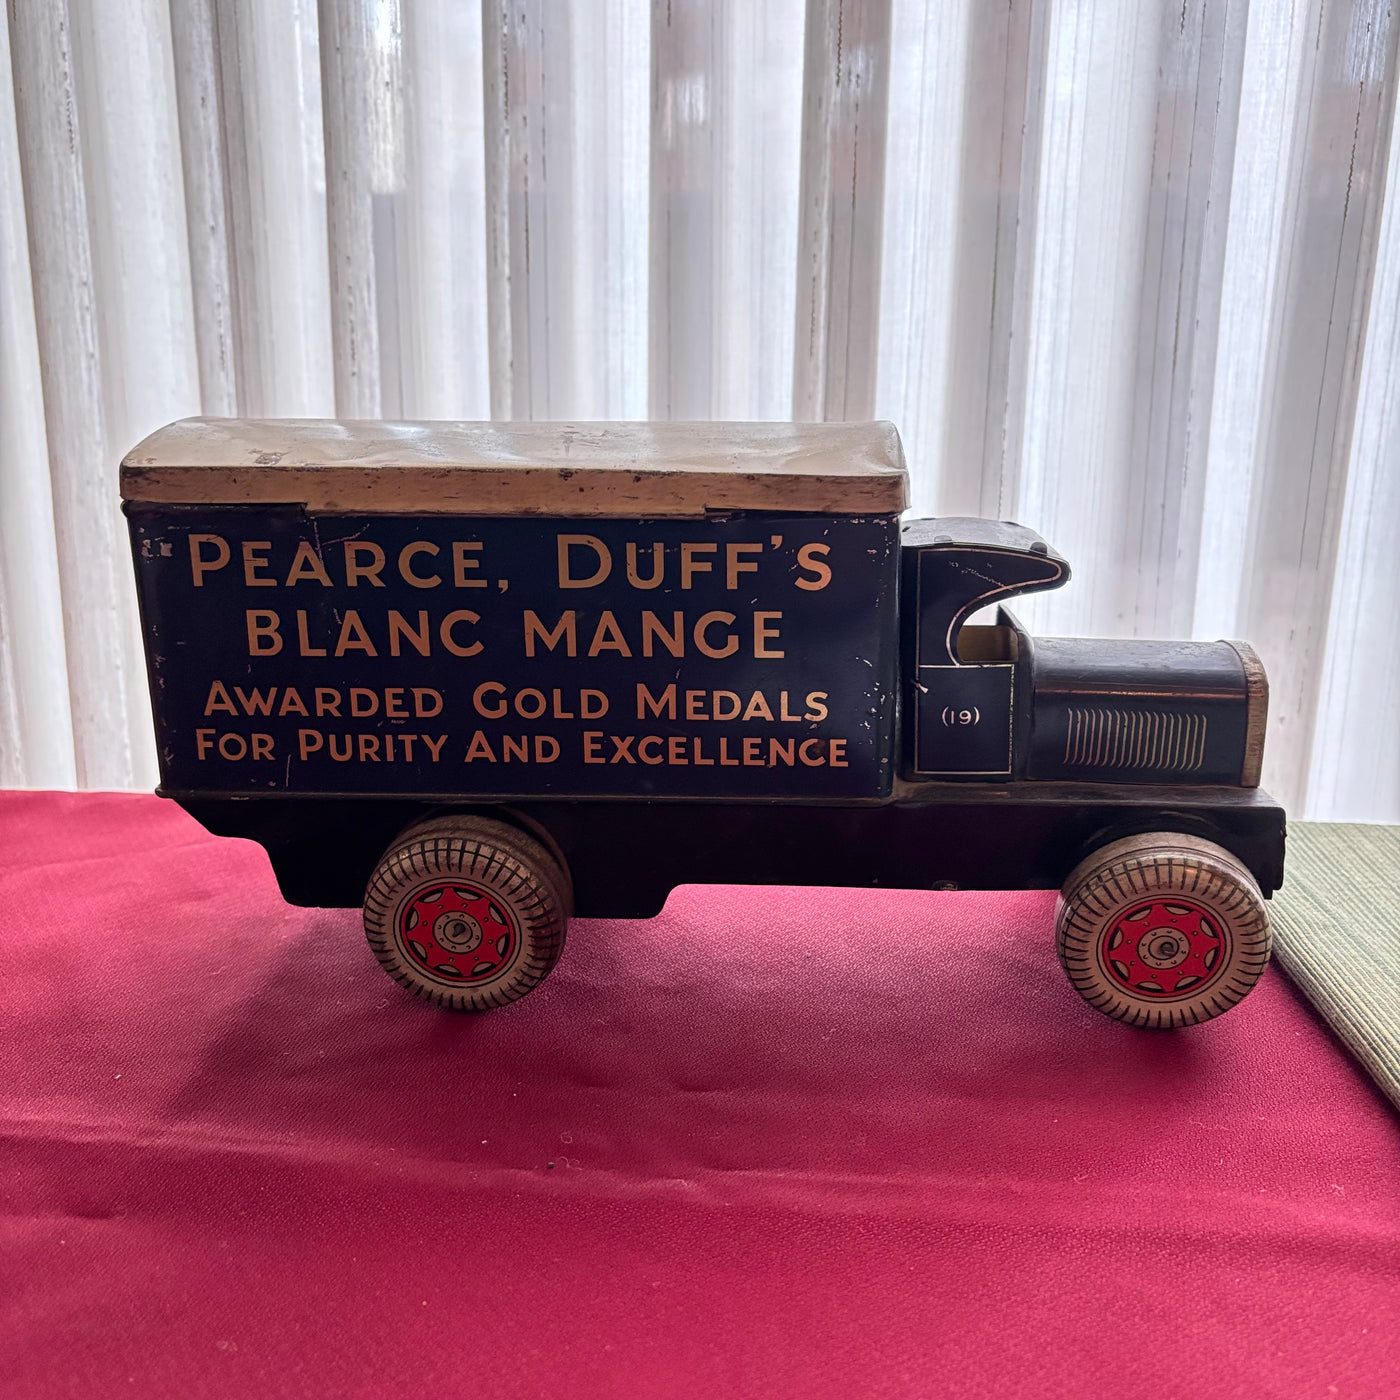 PEARCE, DUFF'S
BLANC MANGE
AWARDED GOLD MEDALS
FOR PURITY AND EXCELLENCE
(19)